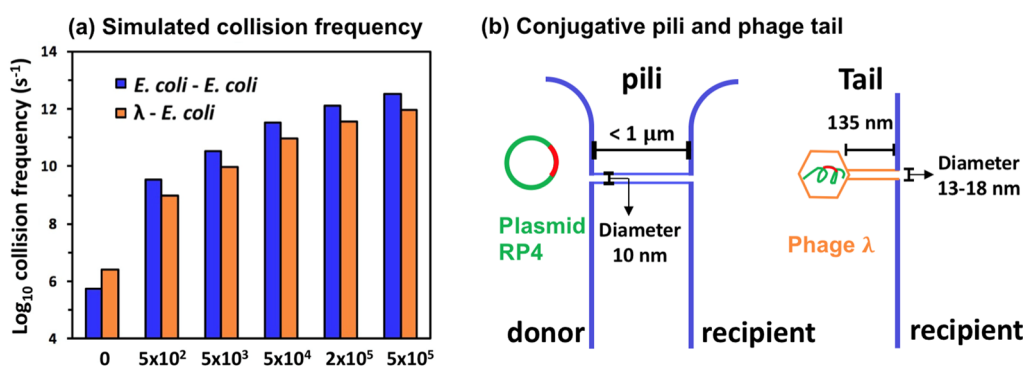 (a) Simulated collision frequency
Log₁₀ collision frequency (s⁻¹)
14
12
10
8
6
4
E. coli - E. coli
λ - E. coli
0
5x10²
5x10³
5x10⁴
2x10⁵
5x10⁵
(b) Conjugative pili and phage tail
pili
< 1 μm
Plasmid
RP4
Diameter
10 nm
donor
recipient
Tail
135 nm
Diameter
13-18 nm
Phage λ
recipient